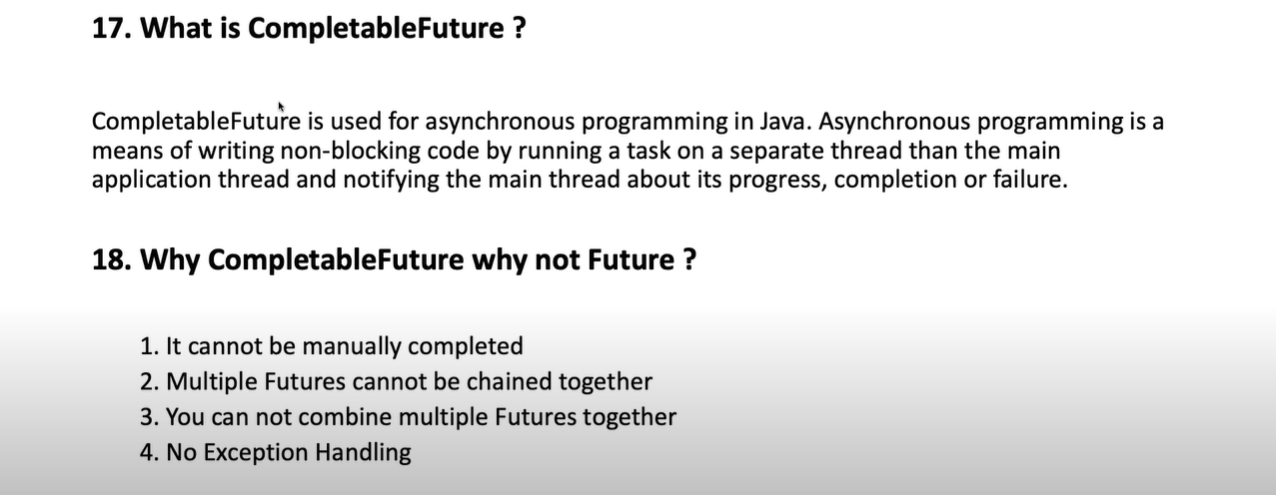 17. What is CompletableFuture ?
CompletableFuture is used for asynchronous programming in Java. Asynchronous programming is a
means of writing non-blocking code by running a task on a separate thread than the main
application thread and notifying the main thread about its progress, completion or failure.
18. Why CompletableFuture why not Future ?
1. It cannot be manually completed
2. Multiple Futures cannot be chained together
3. You can not combine multiple Futures together
4. No Exception Handling